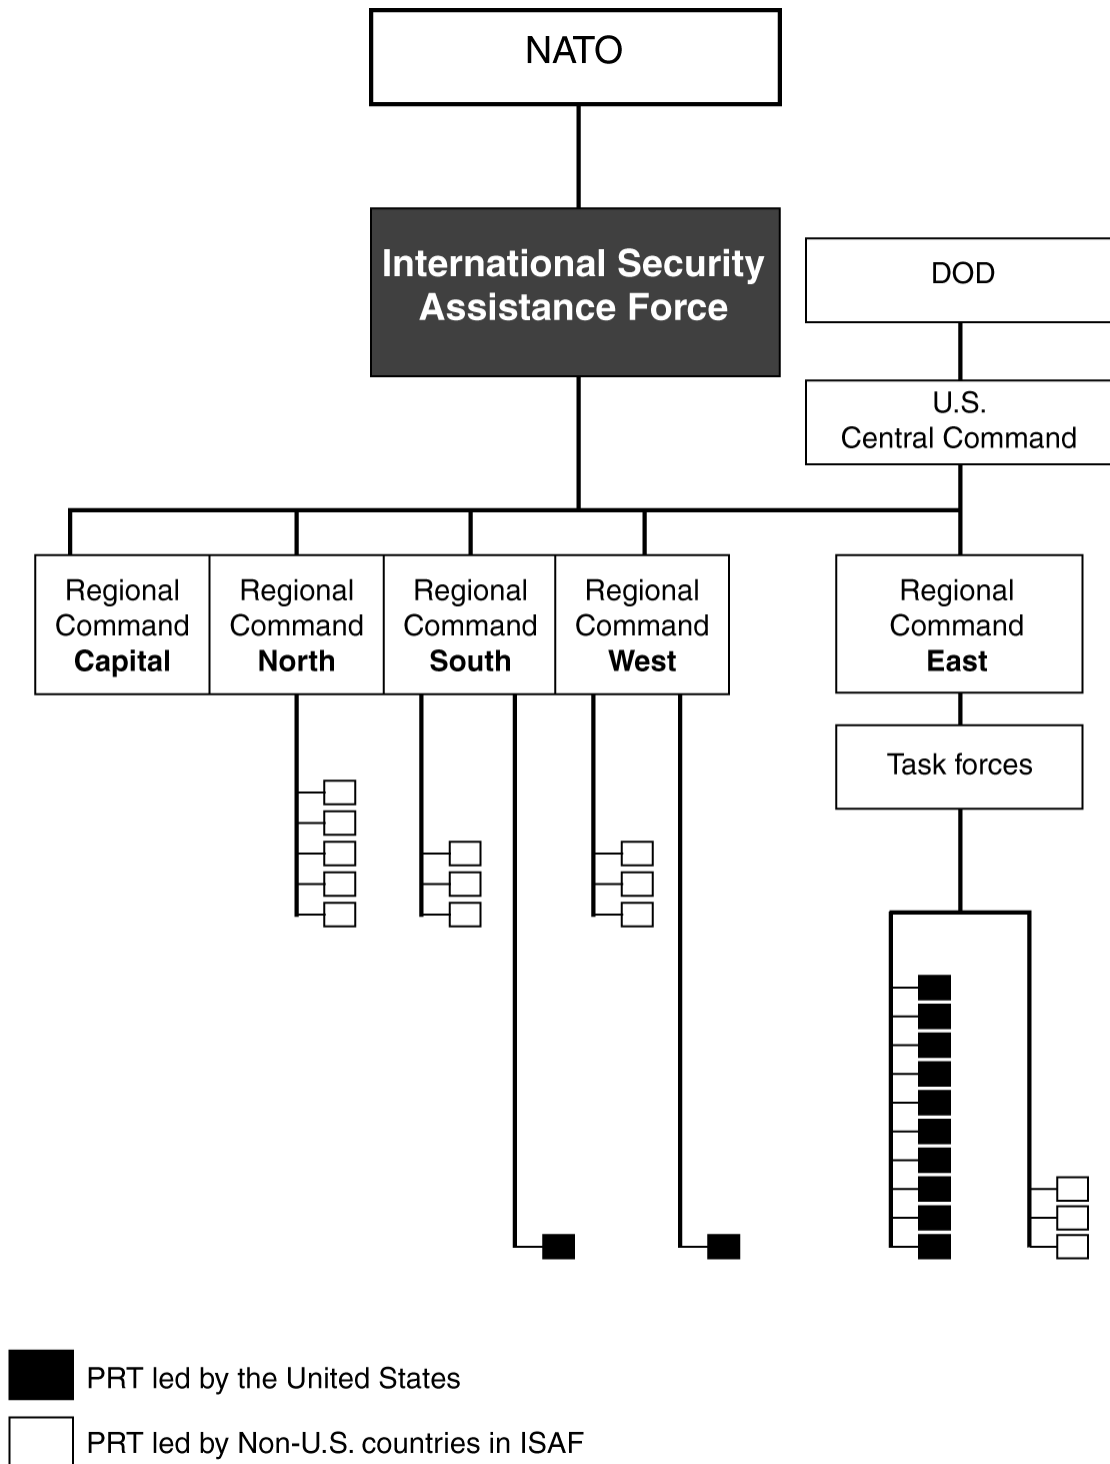 NATO
International Security
Assistance Force
DOD
U.S.
Central Command
Regional
Command
Capital
Regional
Command
North
Regional
Command
South
Regional
Command
West
Regional
Command
East
Task forces
PRT led by the United States
PRT led by Non-U.S. countries in ISAF